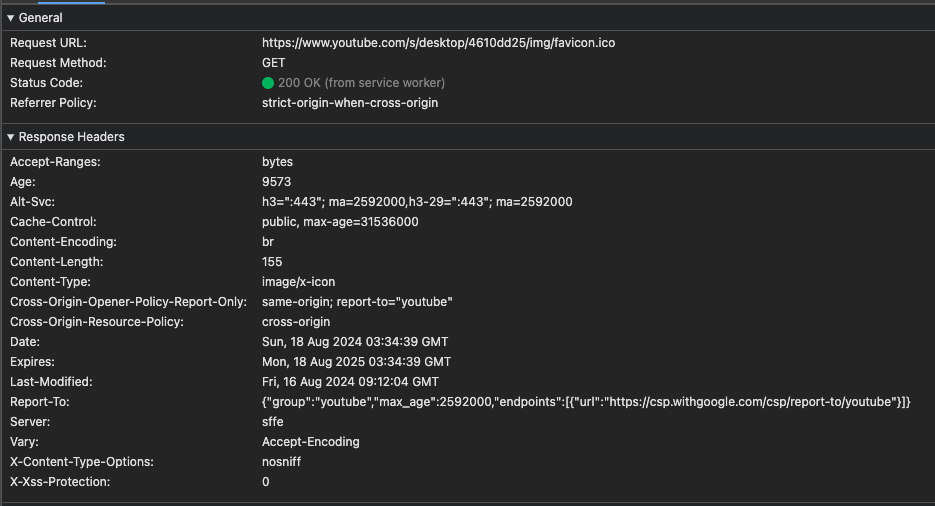 General
Request URL: https://www.youtube.com/s/desktop/4610dd25/img/favicon.ico
Request Method: GET
Status Code: 200 OK (from service worker)
Referrer Policy: strict-origin-when-cross-origin
Response Headers
Accept-Ranges: bytes
Age: 9573
Alt-Svc: h3=":443"; ma=2592000,h3-29=":443"; ma=2592000
Cache-Control: public, max-age=31536000
Content-Encoding: br
Content-Length: 155
Content-Type: image/x-icon
Cross-Origin-Opener-Policy-Report-Only: same-origin; report-to="youtube"
Cross-Origin-Resource-Policy: cross-origin
Date: Sun, 18 Aug 2024 03:34:39 GMT
Expires: Mon, 18 Aug 2025 03:34:39 GMT
Last-Modified: Fri, 16 Aug 2024 09:12:04 GMT
Report-To: {"group":"youtube","max_age":2592000,"endpoints":[{"url":"https://csp.withgoogle.com/csp/report-to/youtube"}]}
Server: sffe
Vary: Accept-Encoding
X-Content-Type-Options: nosniff
X-Xss-Protection: 0